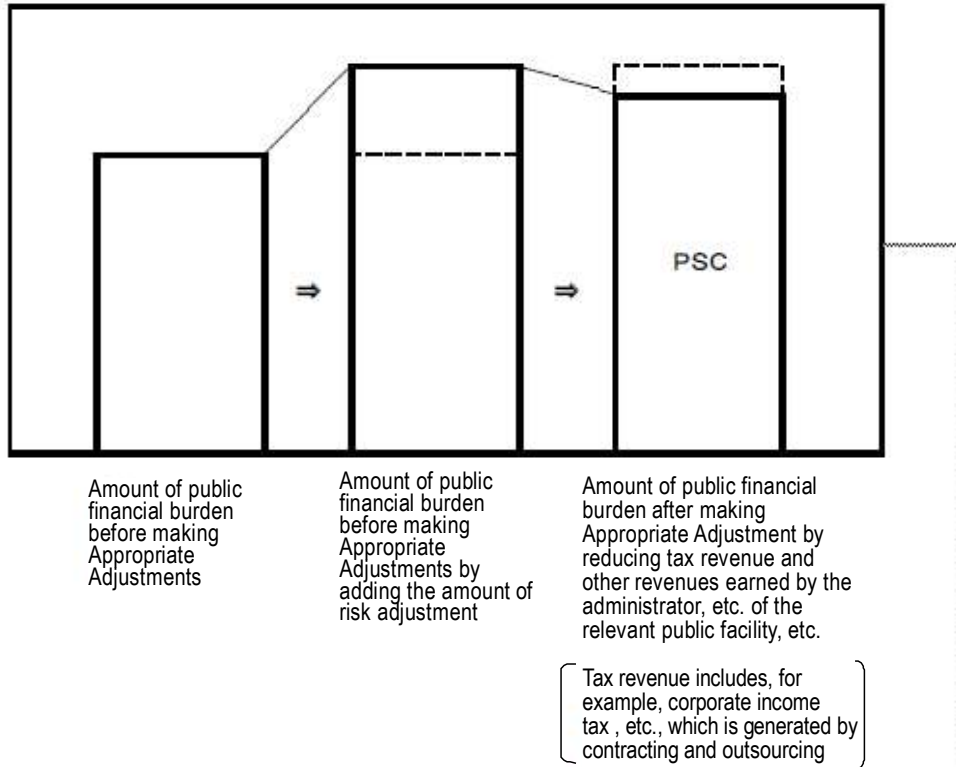 PSC
⇒
⇒
Amount of public
financial burden
before making
Appropriate
Adjustments
Amount of public
financial burden
before making
Appropriate
Adjustments by
adding the amount of
risk adjustment
Amount of public financial
burden after making
Appropriate Adjustment by
reducing tax revenue and
other revenues earned by the
administrator, etc. of the
relevant public facility, etc.
Tax revenue includes, for
example, corporate income
tax , etc., which is generated by
contracting and outsourcing